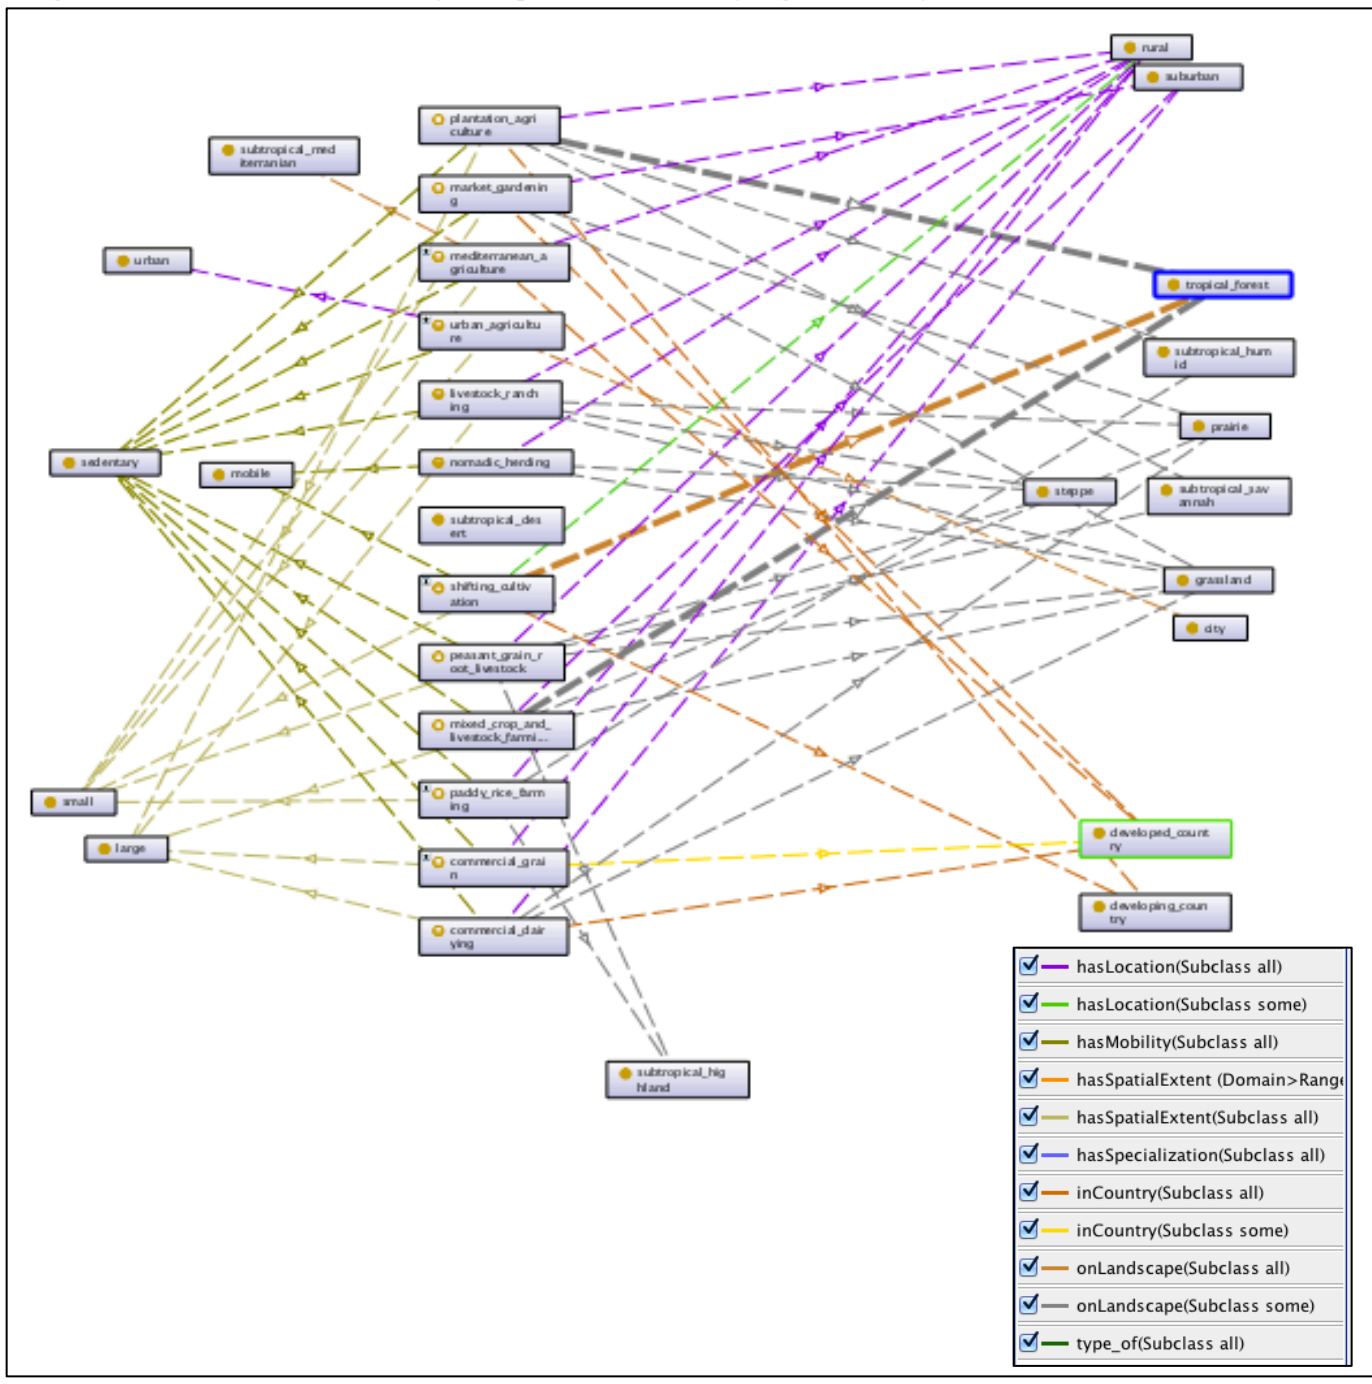 rural
suburban
plantation_agri
culture
subtropical_med
iterranian
market_gardenin
g
mediterranean_a
griculture
urban
tropical_forest
urban_agricultu
re
subtropical_hum
id
livestock_ranch
ing
prairie
sedentary
mobile
nomadic_herding
steppe
subtropical_sav
annah
subtropical_des
ert
shifting_cultiv
ation
grassland
city
peasant_grain_r
oot_livestock
mixed_crop_and_
livestock_farmi...
small
paddy_rice_farm
ing
large
developed_count
ry
commercial_grai
n
developing_coun
try
commercial_dair
ying
subtropical_hig
hland
hasLocation(Subclass all)
hasLocation(Subclass some)
hasMobility(Subclass all)
hasSpatialExtent (Domain>Range
hasSpatialExtent(Subclass all)
hasSpecialization(Subclass all)
inCountry(Subclass all)
inCountry(Subclass some)
onLandscape(Subclass all)
onLandscape(Subclass some)
type_of(Subclass all)